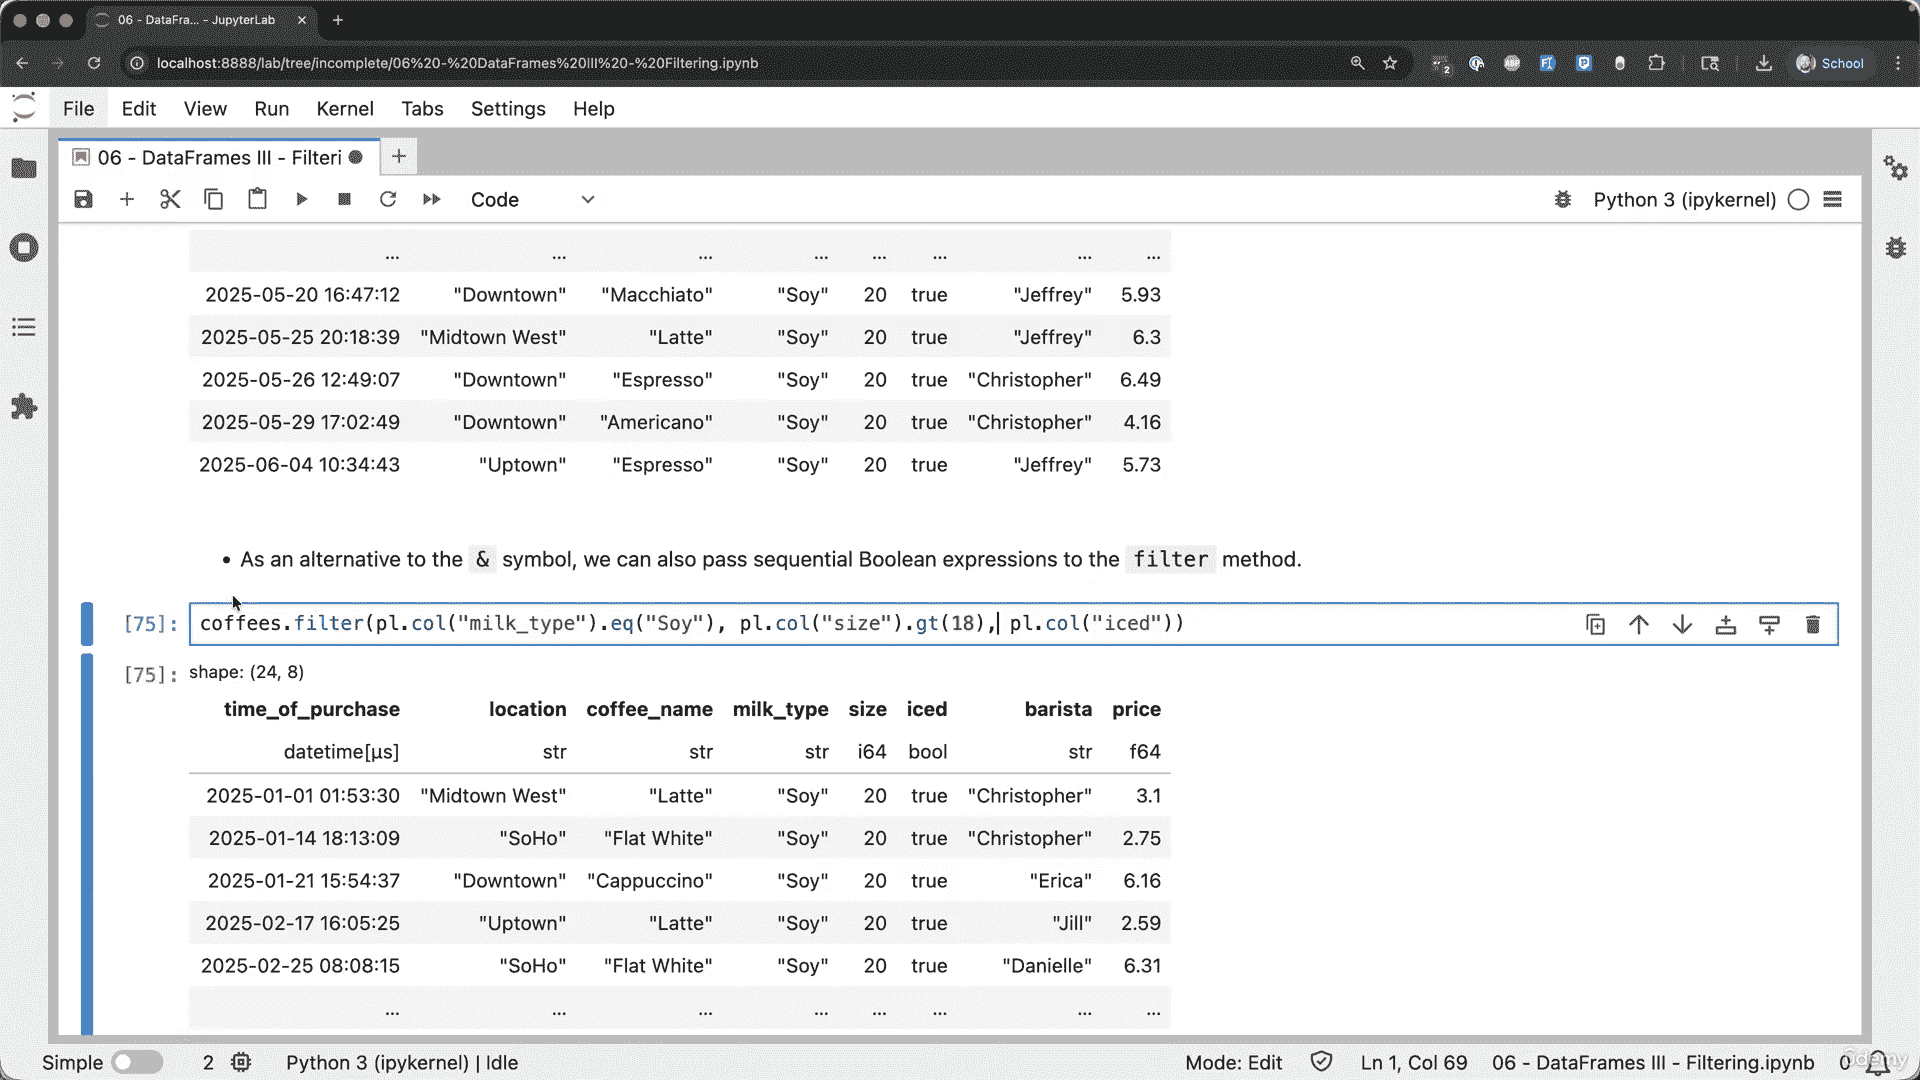 06 - DataFra... - JupyterLab
localhost:8888/lab/tree/incomplete/06%20-%20DataFrames%20III%20-%20Filtering.ipynb
2
ABP
School
File Edit View Run Kernel Tabs Settings Help
06 - DataFrames III - Filteri
Code
Python 3 (ipykernel)
... ... ... ... ... ... ... ...
2025-05-20 16:47:12 "Downtown" "Macchiato" "Soy" 20 true "Jeffrey" 5.93
2025-05-25 20:18:39 "Midtown West" "Latte" "Soy" 20 true "Jeffrey" 6.3
2025-05-26 12:49:07 "Downtown" "Espresso" "Soy" 20 true "Christopher" 6.49
2025-05-29 17:02:49 "Downtown" "Americano" "Soy" 20 true "Christopher" 4.16
2025-06-04 10:34:43 "Uptown" "Espresso" "Soy" 20 true "Jeffrey" 5.73
• As an alternative to the & symbol, we can also pass sequential Boolean expressions to the filter method.
[75]: coffees.filter(pl.col("milk_type").eq("Soy"), pl.col("size").gt(18), pl.col("iced"))
[75]: shape: (24, 8)
time_of_purchase location coffee_name milk_type size iced barista price
datetime[μs] str str str i64 bool str f64
2025-01-01 01:53:30 "Midtown West" "Latte" "Soy" 20 true "Christopher" 3.1
2025-01-14 18:13:09 "SoHo" "Flat White" "Soy" 20 true "Christopher" 2.75
2025-01-21 15:54:37 "Downtown" "Cappuccino" "Soy" 20 true "Erica" 6.16
2025-02-17 16:05:25 "Uptown" "Latte" "Soy" 20 true "Jill" 2.59
2025-02-25 08:08:15 "SoHo" "Flat White" "Soy" 20 true "Danielle" 6.31
... ... ... ... ... ... ... ...
Simple 2 Python 3 (ipykernel) | Idle Mode: Edit Ln 1, Col 69 06 - DataFrames III - Filtering.ipynb 0
udemy